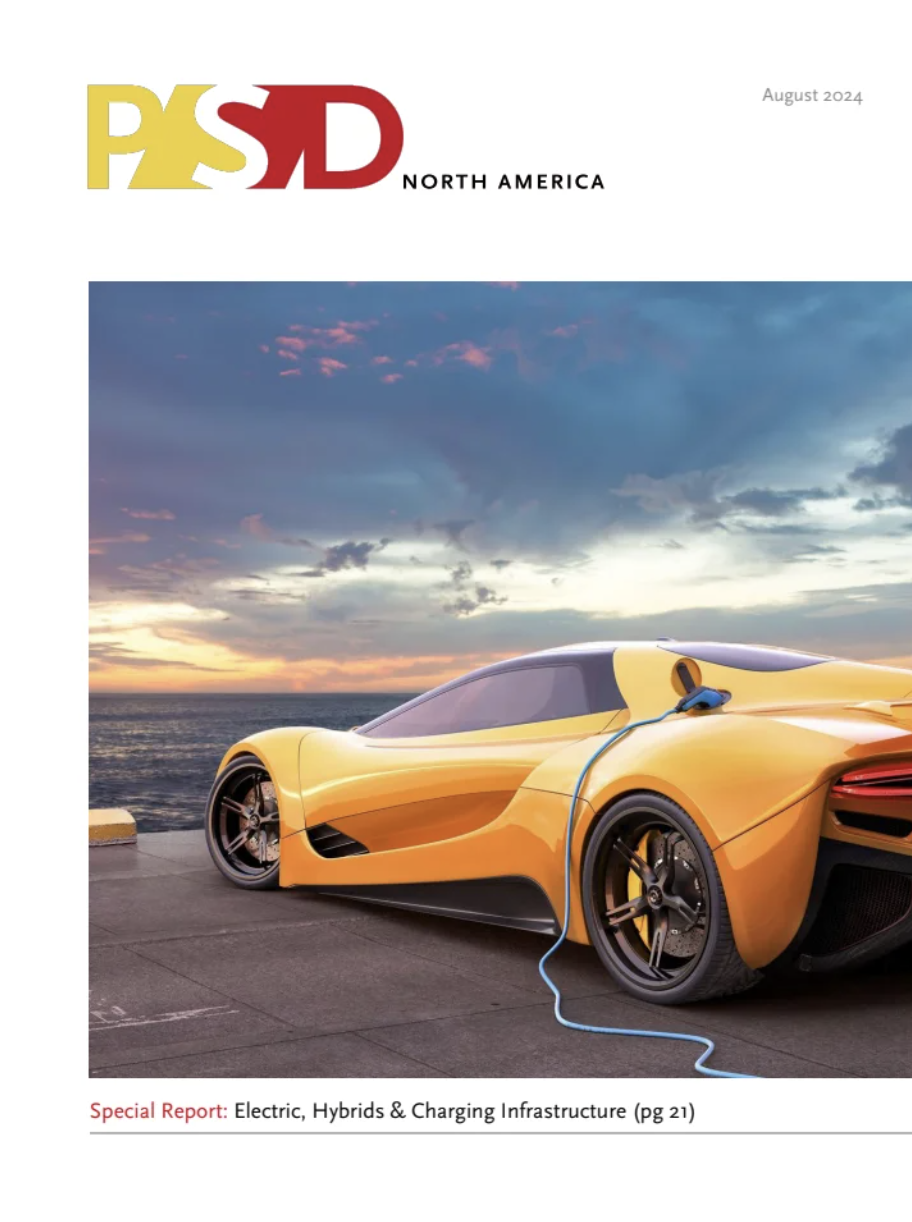 PSD NORTH AMERICA
August 2024
Special Report: Electric, Hybrids & Charging Infrastructure (pg 21)